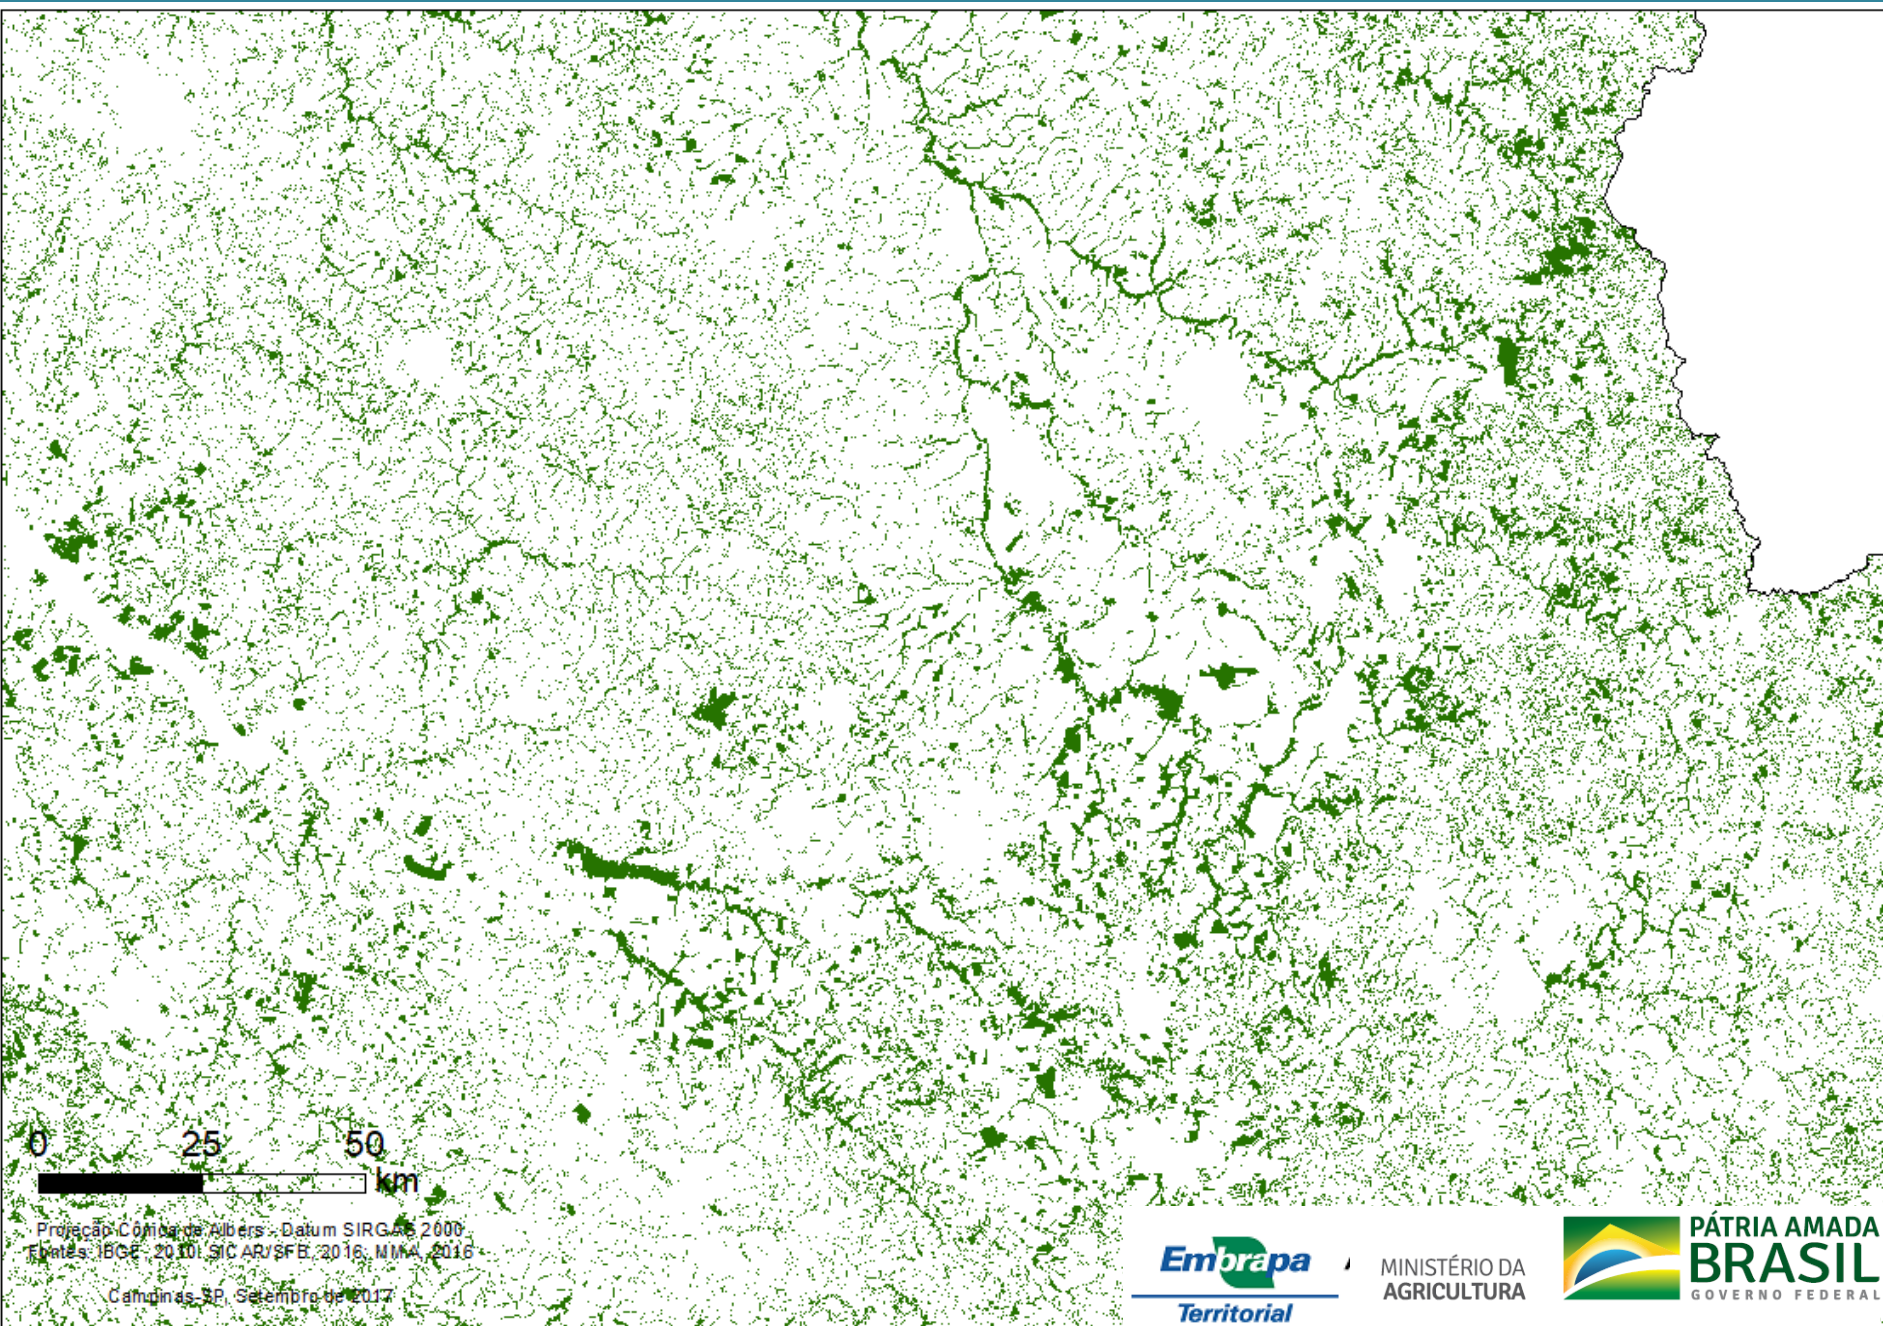 0 25 50
km
Projeção Cônica de Albers - Datum SIRGAS 2000
Fontes: IBGE, 2010; SICAR/SFB, 2016; MMA, 2016
Campinas-SP, Setembro de 2017
Embrapa
Territorial
MINISTÉRIO DA
AGRICULTURA
PÁTRIA AMADA
BRASIL
GOVERNO FEDERAL